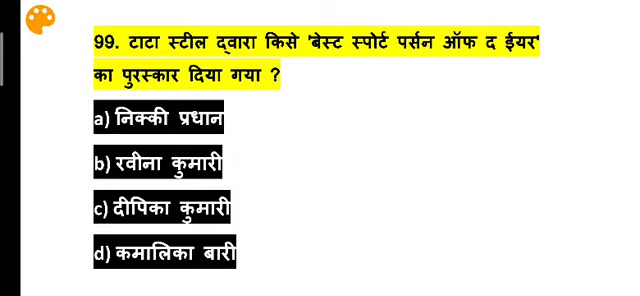 99. टाटा स्टील द्वारा किसे 'बेस्ट स्पोर्ट पर्सन ऑफ द ईयर'
का पुरस्कार दिया गया ?
a) निक्की प्रधान
b) रवीना कुमारी
c) दीपिका कुमारी
d) कमालिका बारी